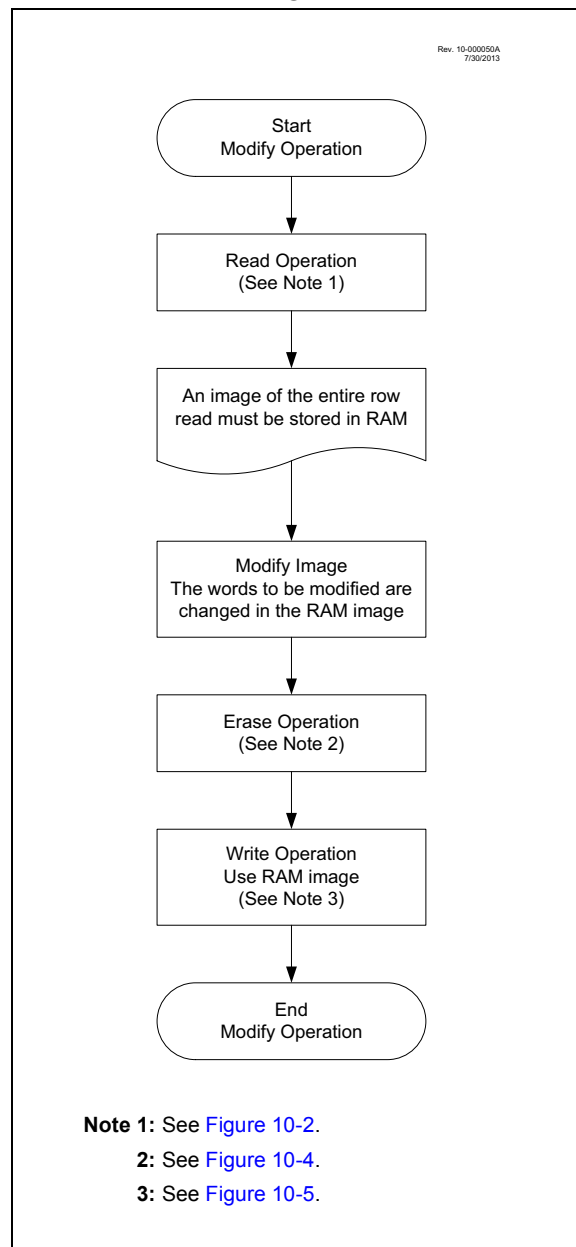 Rev. 10-000050A
7/30/2013
Start
Modify Operation
Read Operation
(See Note 1)
An image of the entire row
read must be stored in RAM
Modify Image
The words to be modified are
changed in the RAM image
Erase Operation
(See Note 2)
Write Operation
Use RAM image
(See Note 3)
End
Modify Operation
Note 1: See Figure 10-2.
2: See Figure 10-4.
3: See Figure 10-5.